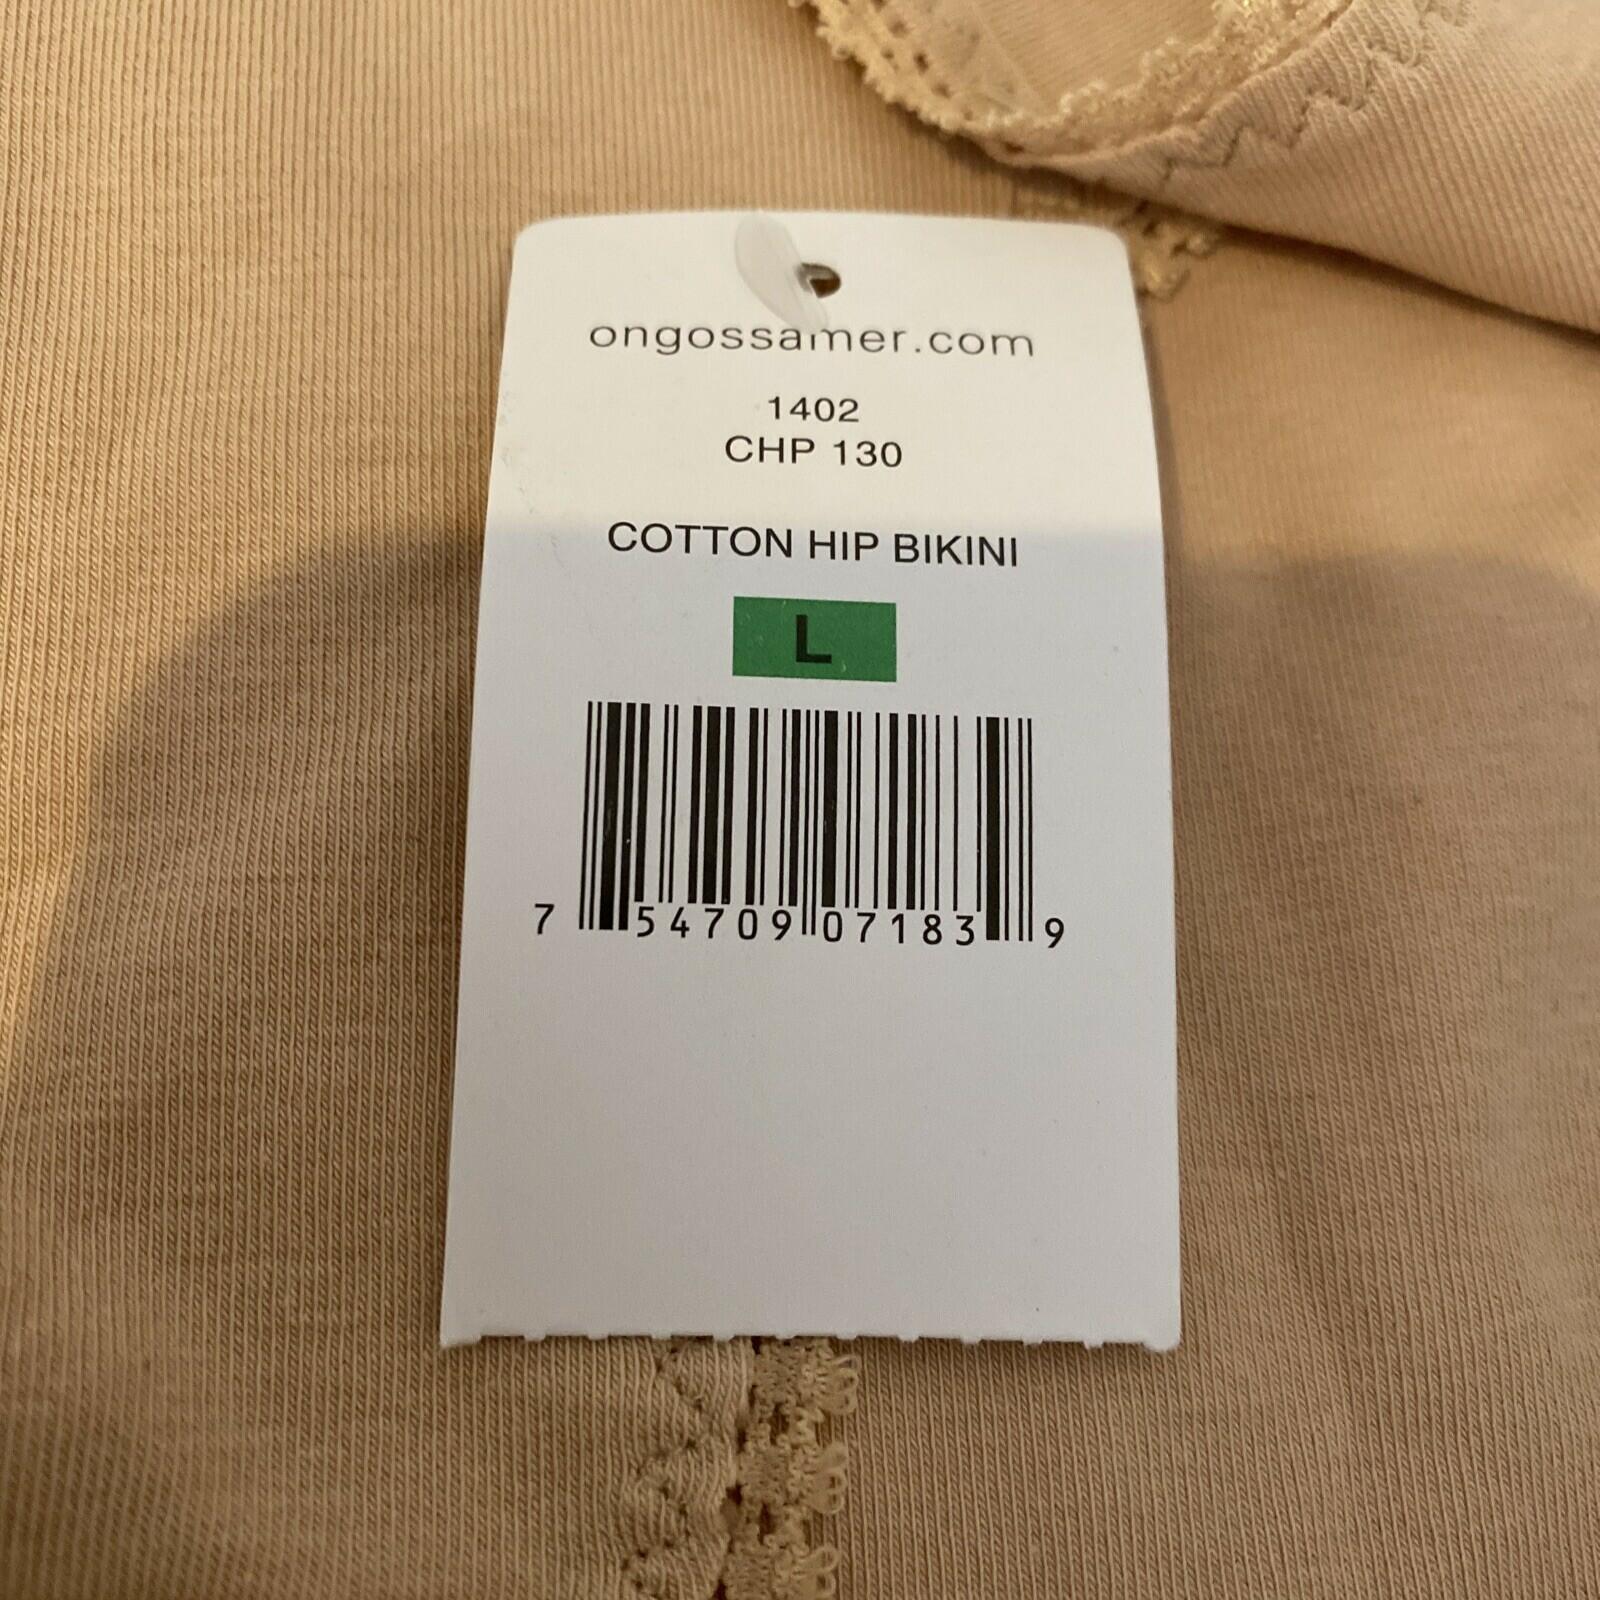 ongossamer.com
1402
CHP 130
COTTON HIP BIKINI
L
7 54709 07183 9